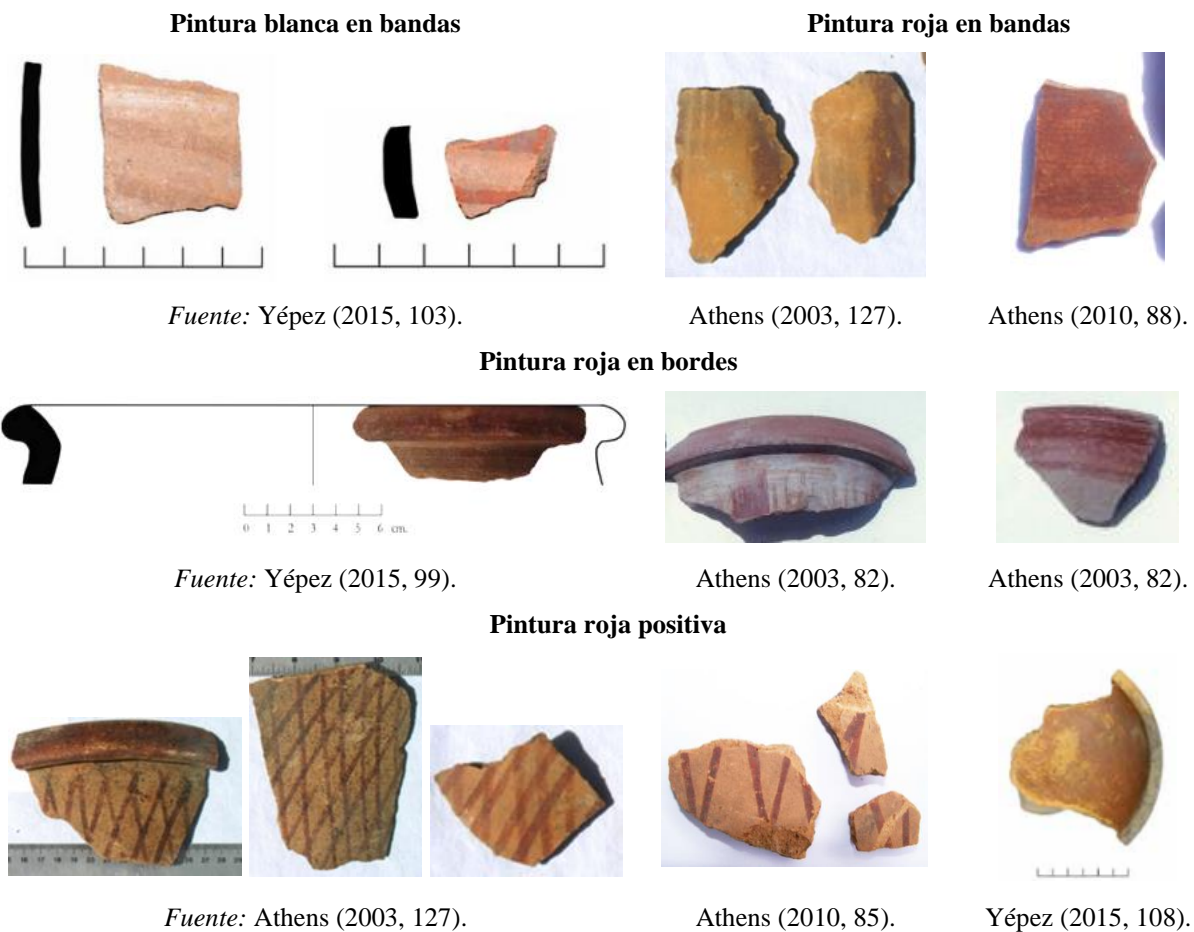 Pintura blanca en bandas
Pintura roja en bandas
Fuente: Yépez (2015, 103).
Athens (2003, 127).
Athens (2010, 88).
Pintura roja en bordes
0 1 2 3 4 5 6 cm.
Fuente: Yépez (2015, 99).
Athens (2003, 82).
Athens (2003, 82).
Pintura roja positiva
Fuente: Athens (2003, 127).
Athens (2010, 85).
Yépez (2015, 108).